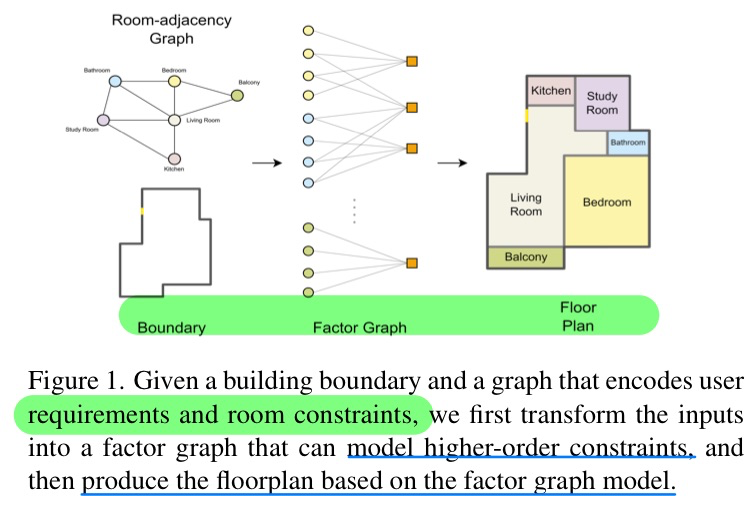 Room-adjacency
Graph
Bathroom
Bedroom
Balcony
Living Room
Study Room
Kitchen
Boundary
Factor Graph
Kitchen
Study
Room
Bathroom
Living
Room
Bedroom
Balcony
Floor
Plan
Figure 1. Given a building boundary and a graph that encodes user
requirements and room constraints, we first transform the inputs
into a factor graph that can model higher-order constraints, and
then produce the floorplan based on the factor graph model.